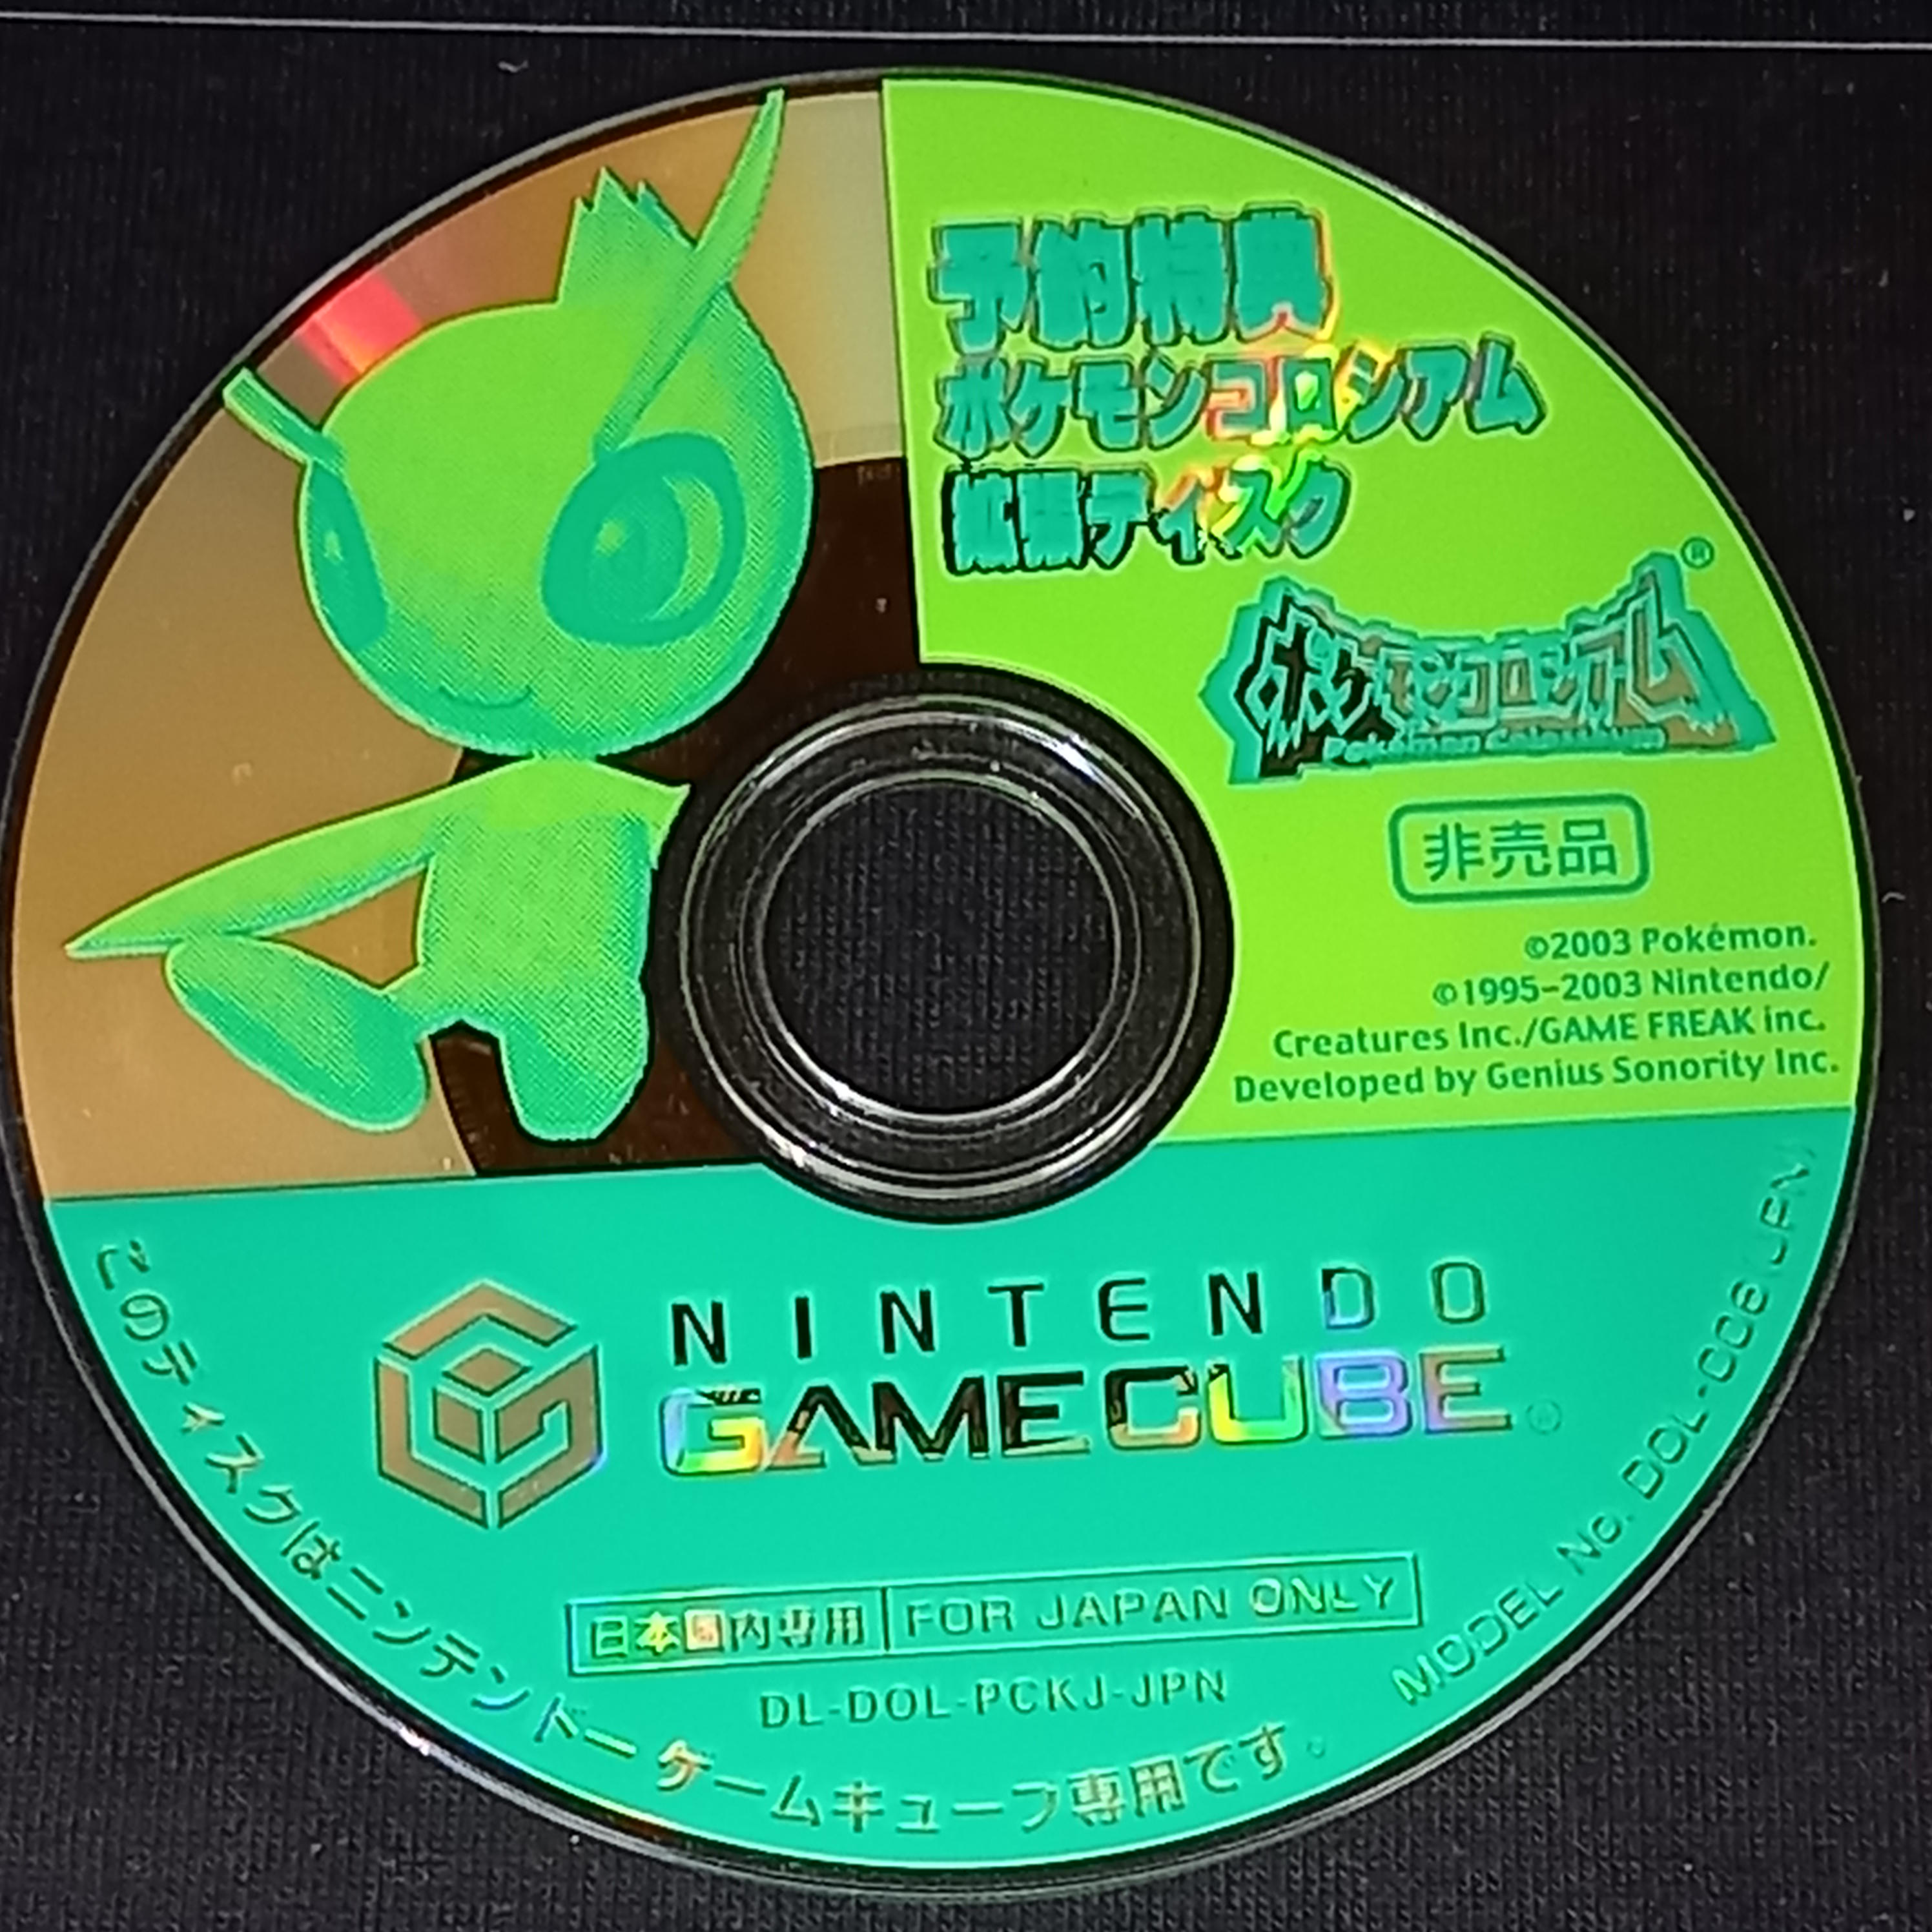 予約特典
ポケモンコロシアム
拡張ディスク
ポケモンコロシアム®
Pokémon Colosseum
非売品
©2003 Pokémon.
©1995–2003 Nintendo/
Creatures Inc./GAME FREAK inc.
Developed by Genius Sonority Inc.
NINTENDO
GAMECUBE®
日本国内専用 FOR JAPAN ONLY
DL-DOL-PCKJ-JPN
このディスクはニンテンドーゲームキューブ専用です。
MODEL No. DOL-006(JPN)